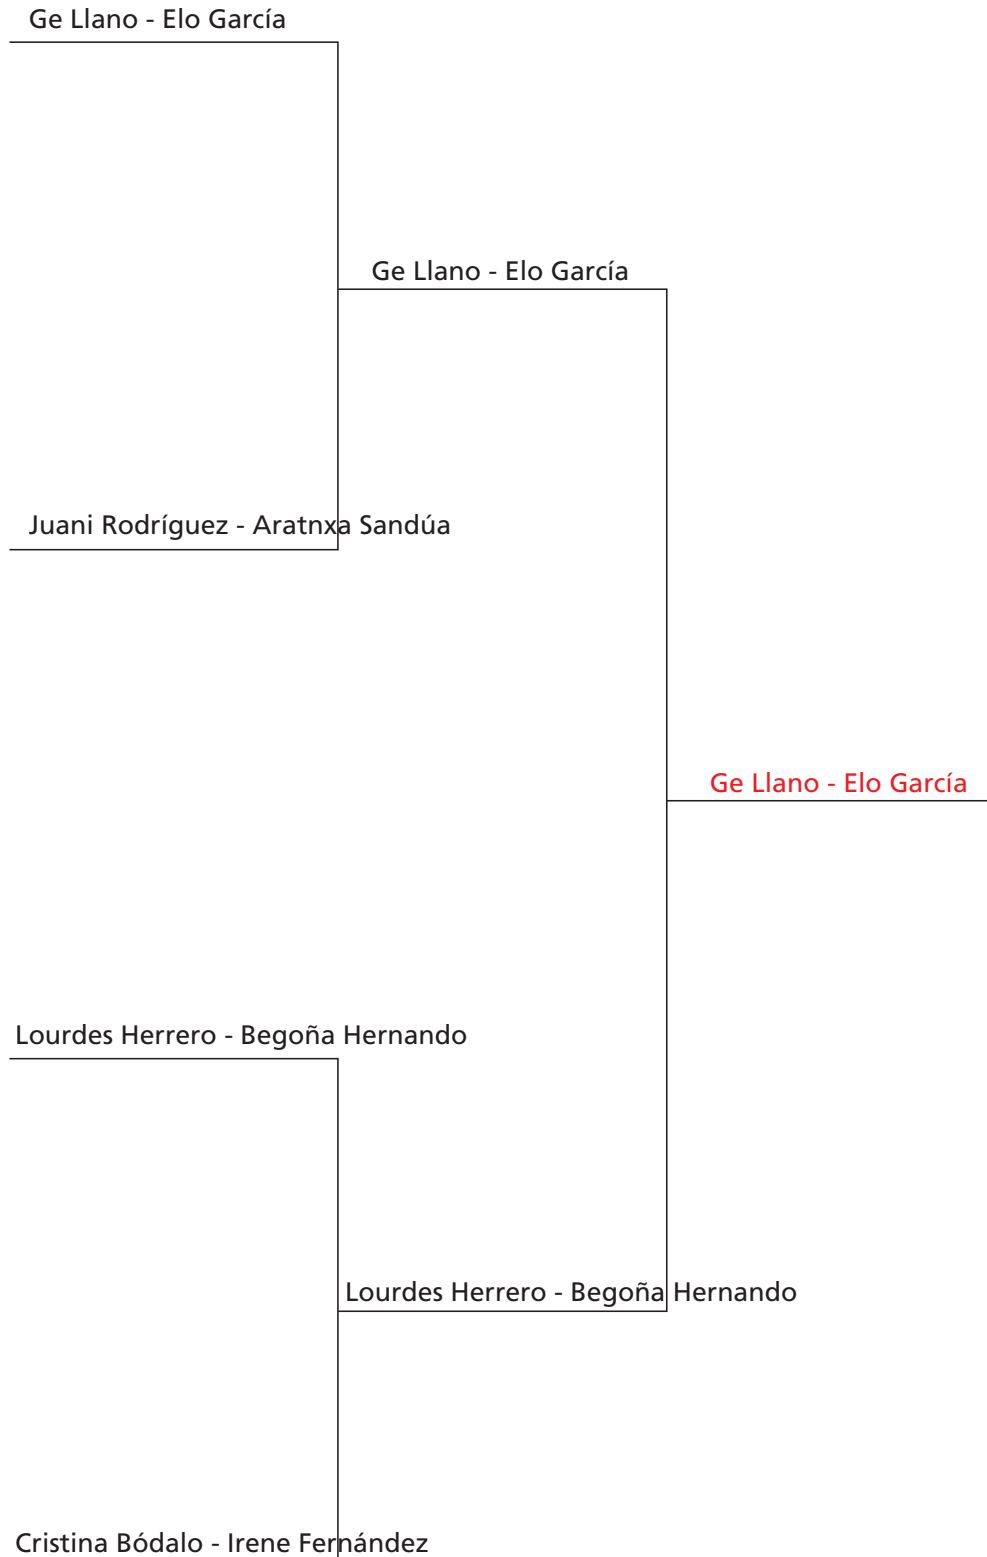 Ge Llano - Elo García
Ge Llano - Elo García
Juani Rodríguez - Aratnxa Sandúa
Ge Llano - Elo García
Lourdes Herrero - Begoña Hernando
Lourdes Herrero - Begoña Hernando
Cristina Bódalo - Irene Fernández